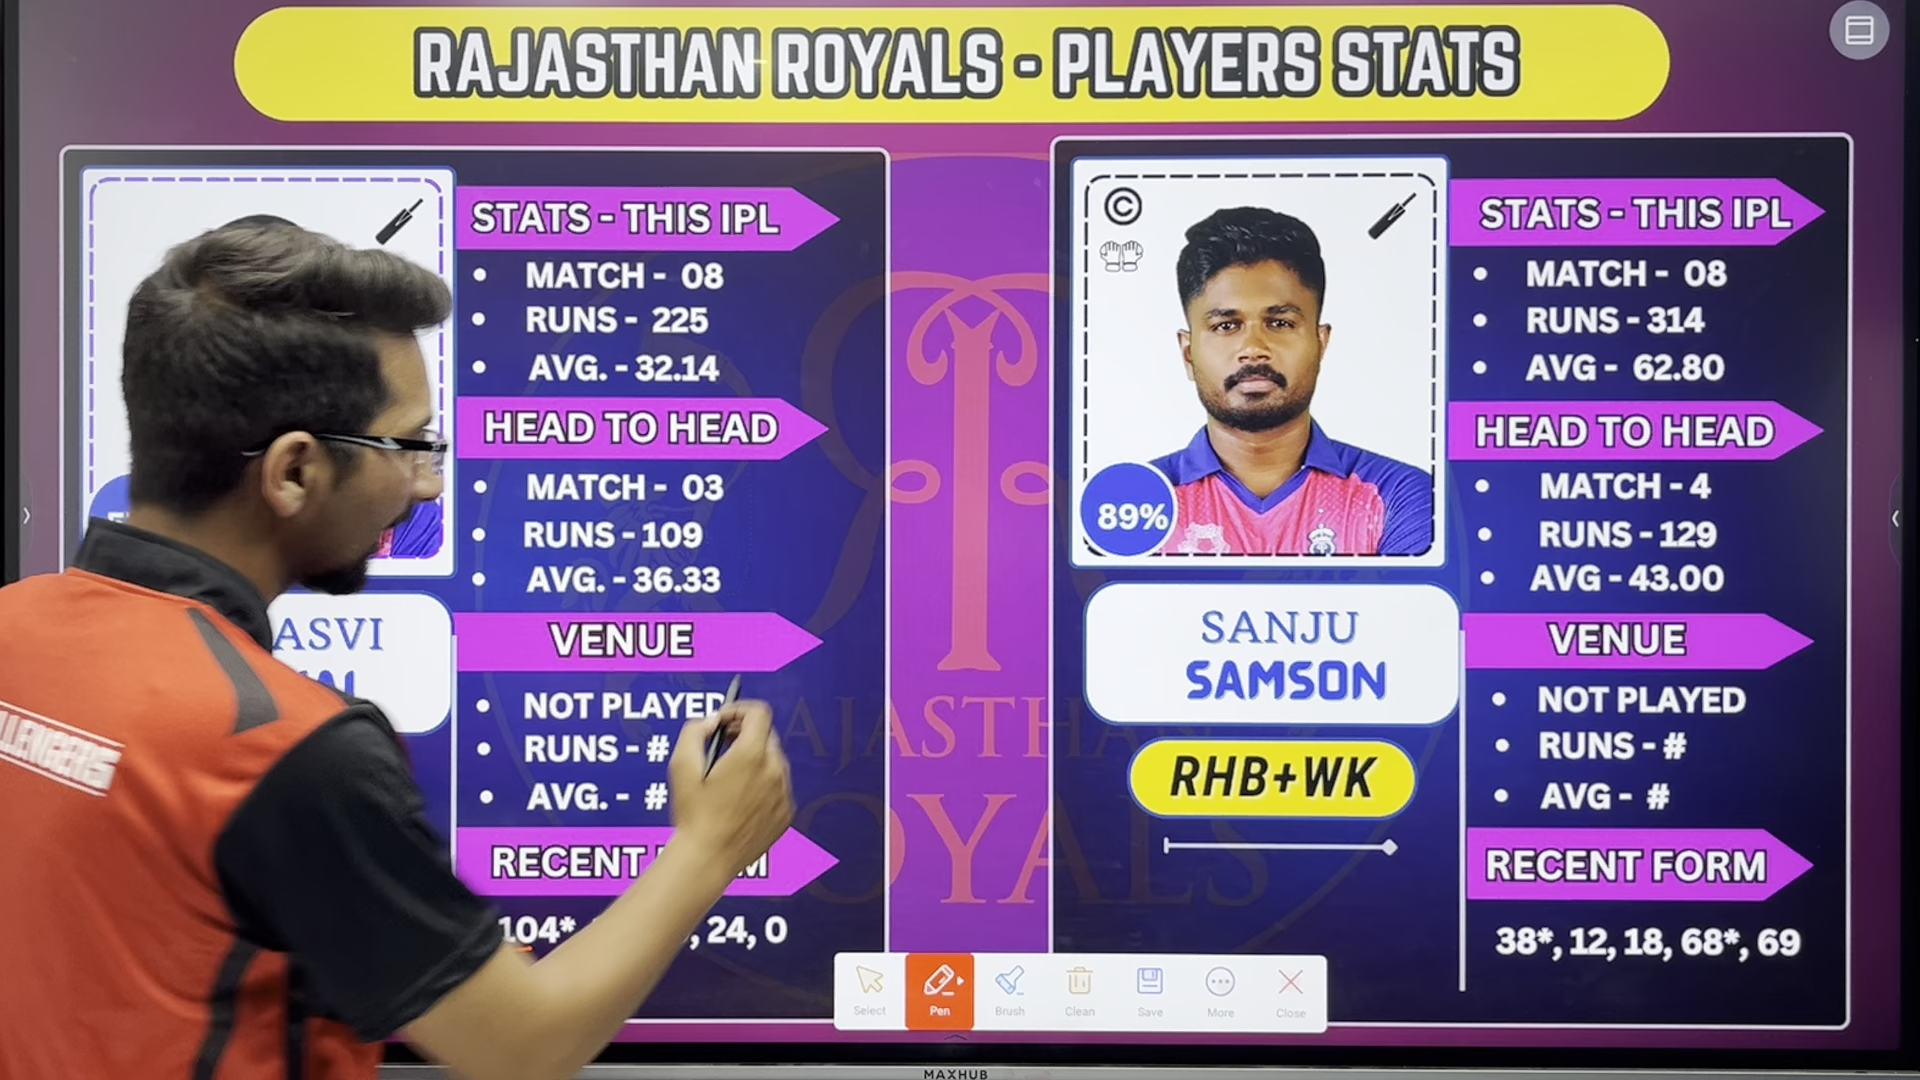 RAJASTHAN ROYALS - PLAYERS STATS
STATS - THIS IPL
• MATCH - 08
• RUNS - 225
• AVG. - 32.14
HEAD TO HEAD
• MATCH - 03
• RUNS - 109
• AVG. - 36.33
VENUE
• NOT PLAYED
• RUNS - #
• AVG. - #
RECENT
104*, 24, 0
ASVI
LLENGERS
©
89%
SANJU
SAMSON
RHB+WK
STATS - THIS IPL
• MATCH - 08
• RUNS - 314
• AVG - 62.80
HEAD TO HEAD
• MATCH - 4
• RUNS - 129
• AVG - 43.00
VENUE
• NOT PLAYED
• RUNS - #
• AVG - #
RECENT FORM
38*, 12, 18, 68*, 69
RAJASTHAN
ROYALS
Select
Pen
Brush
Clean
Save
More
Close
MAXHUB